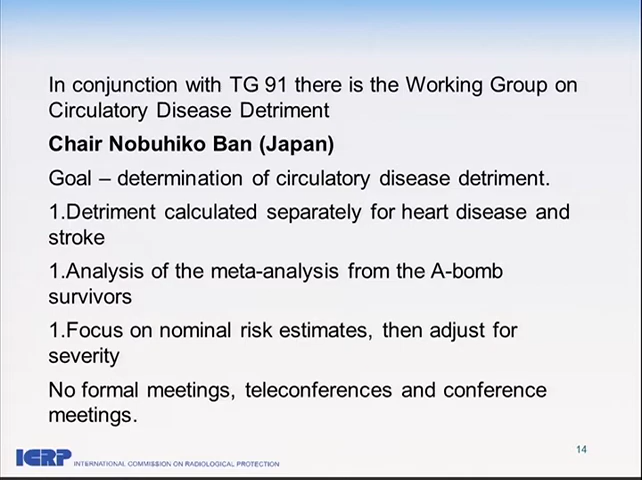 In conjunction with TG 91 there is the Working Group on
Circulatory Disease Detriment
Chair Nobuhiko Ban (Japan)
Goal – determination of circulatory disease detriment.
1.Detriment calculated separately for heart disease and
stroke
1.Analysis of the meta-analysis from the A-bomb
survivors
1.Focus on nominal risk estimates, then adjust for
severity
No formal meetings, teleconferences and conference
meetings.
14
ICRP INTERNATIONAL COMMISSION ON RADIOLOGICAL PROTECTION